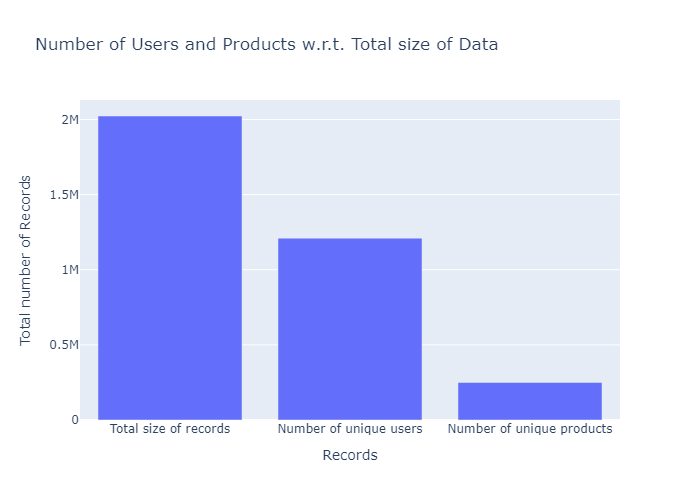 Number of Users and Products w.r.t. Total size of Data
Total number of Records
2M
1.5M
1M
0.5M
0
Total size of records
Number of unique users
Number of unique products
Records